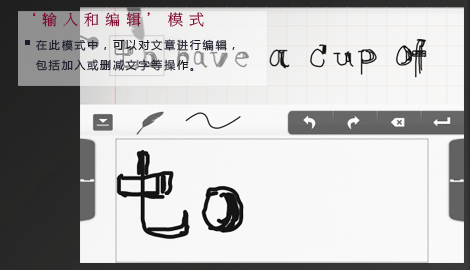 ‘输入和编辑’模式
在此模式中，可以对文章进行编辑，
包括加入或删减文字等操作。
have a cup of
to